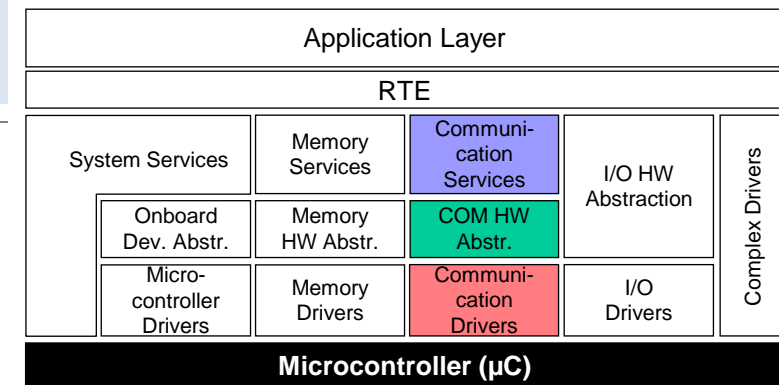 Application Layer
RTE
System Services
Memory
Services
Communi-
cation
Services
I/O HW
Abstraction
Complex Drivers
Onboard
Dev. Abstr.
Memory
HW Abstr.
COM HW
Abstr.
Micro-
controller
Drivers
Memory
Drivers
Communi-
cation
Drivers
I/O
Drivers
Microcontroller (µC)